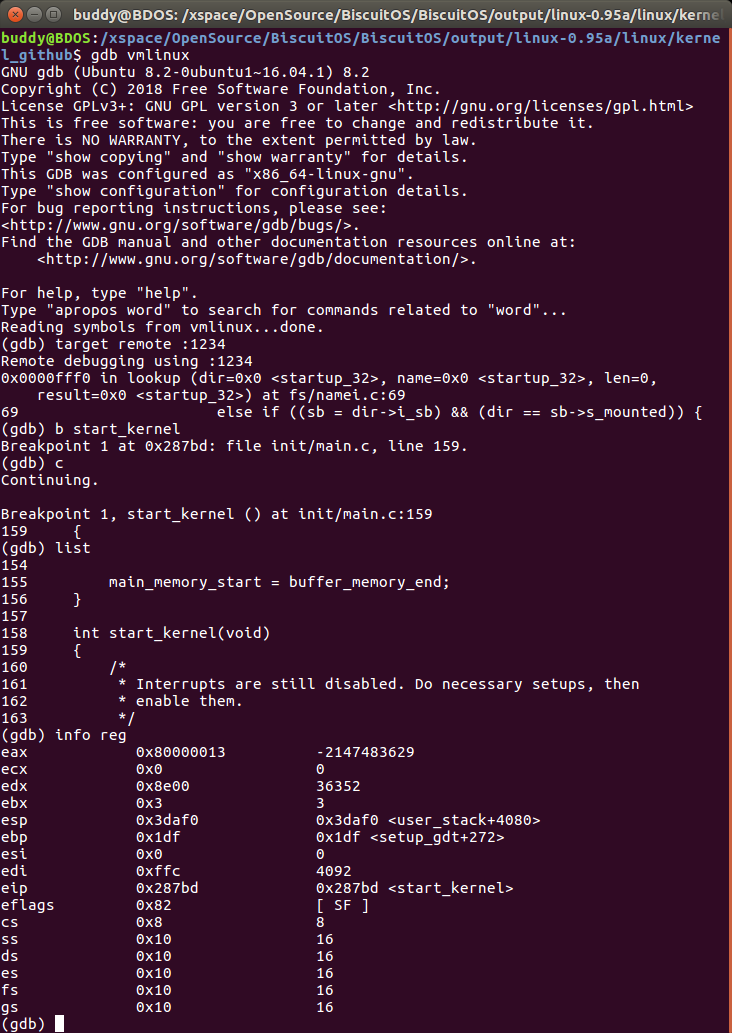 buddy@BDOS: /xspace/OpenSource/BiscuitOS/BiscuitOS/output/linux-0.95a/linux/kernel
buddy@BDOS:/xspace/OpenSource/BiscuitOS/BiscuitOS/output/linux-0.95a/linux/kerne
l_github$ gdb vmlinux
GNU gdb (Ubuntu 8.2-0ubuntu1~16.04.1) 8.2
Copyright (C) 2018 Free Software Foundation, Inc.
License GPLv3+: GNU GPL version 3 or later <http://gnu.org/licenses/gpl.html>
This is free software: you are free to change and redistribute it.
There is NO WARRANTY, to the extent permitted by law.
Type "show copying" and "show warranty" for details.
This GDB was configured as "x86_64-linux-gnu".
Type "show configuration" for configuration details.
For bug reporting instructions, please see:
<http://www.gnu.org/software/gdb/bugs/>.
Find the GDB manual and other documentation resources online at:
    <http://www.gnu.org/software/gdb/documentation/>.

For help, type "help".
Type "apropos word" to search for commands related to "word"...
Reading symbols from vmlinux...done.
(gdb) target remote :1234
Remote debugging using :1234
0x0000fff0 in lookup (dir=0x0 <startup_32>, name=0x0 <startup_32>, len=0,
    result=0x0 <startup_32>) at fs/namei.c:69
69                      else if ((sb = dir->i_sb) && (dir == sb->s_mounted)) {
(gdb) b start_kernel
Breakpoint 1 at 0x287bd: file init/main.c, line 159.
(gdb) c
Continuing.

Breakpoint 1, start_kernel () at init/main.c:159
159     {
(gdb) list
154
155         main_memory_start = buffer_memory_end;
156     }
157
158     int start_kernel(void)
159     {
160         /*
161          * Interrupts are still disabled. Do necessary setups, then
162          * enable them.
163          */
(gdb) info reg
eax            0x80000013          -2147483629
ecx            0x0                 0
edx            0x8e00              36352
ebx            0x3                 3
esp            0x3daf0             0x3daf0 <user_stack+4080>
ebp            0x1df               0x1df <setup_gdt+272>
esi            0x0                 0
edi            0xffc               4092
eip            0x287bd             0x287bd <start_kernel>
eflags         0x82                [ SF ]
cs             0x8                 8
ss             0x10                16
ds             0x10                16
es             0x10                16
fs             0x10                16
gs             0x10                16
(gdb)